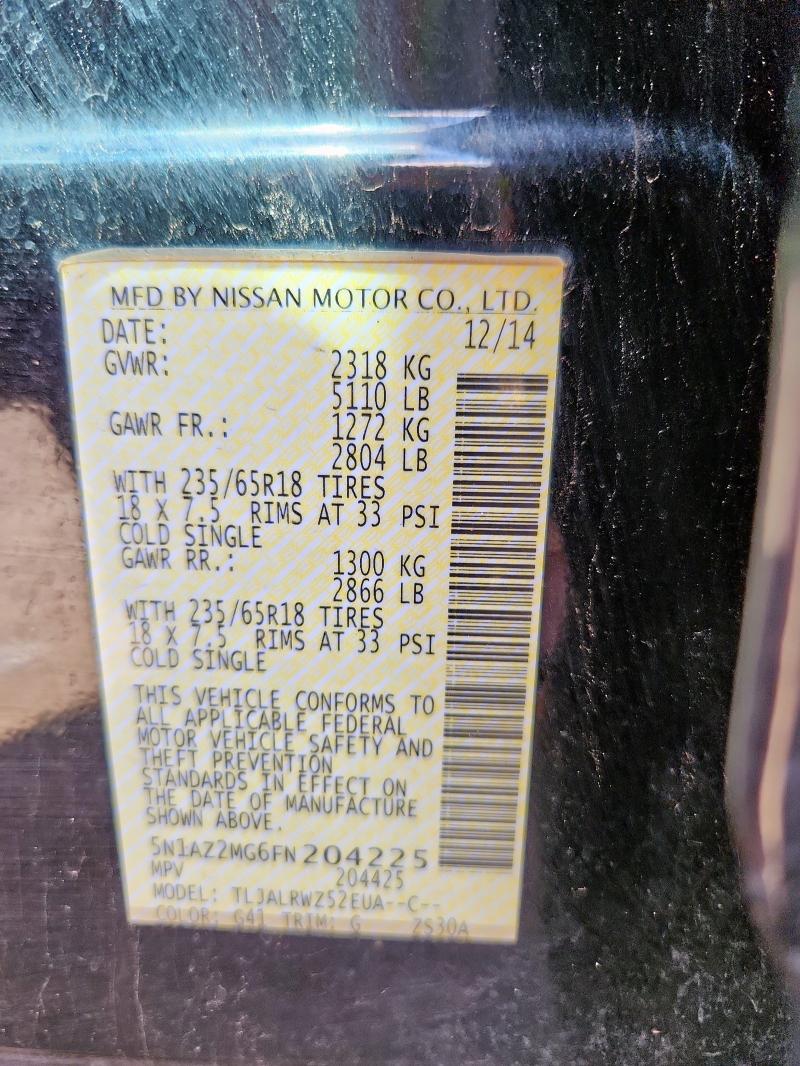 MFD BY NISSAN MOTOR CO., LTD.
DATE: 12/14
GVWR: 2318 KG
5110 LB
GAWR FR.: 1272 KG
2804 LB
WITH 235/65R18 TIRES
18 X 7.5 RIMS AT 33 PSI
COLD SINGLE
GAWR RR.: 1300 KG
2866 LB
WITH 235/65R18 TIRES
18 X 7.5 RIMS AT 33 PSI
COLD SINGLE
THIS VEHICLE CONFORMS TO
ALL APPLICABLE FEDERAL
MOTOR VEHICLE SAFETY AND
THEFT PREVENTION
STANDARDS IN EFFECT ON
THE DATE OF MANUFACTURE
SHOWN ABOVE.
5N1AZ2MG6FN204225
MPV 204425
MODEL: TLJALRWZ52EUA--C--
COLOR: G41 TRIM: G 2S30A